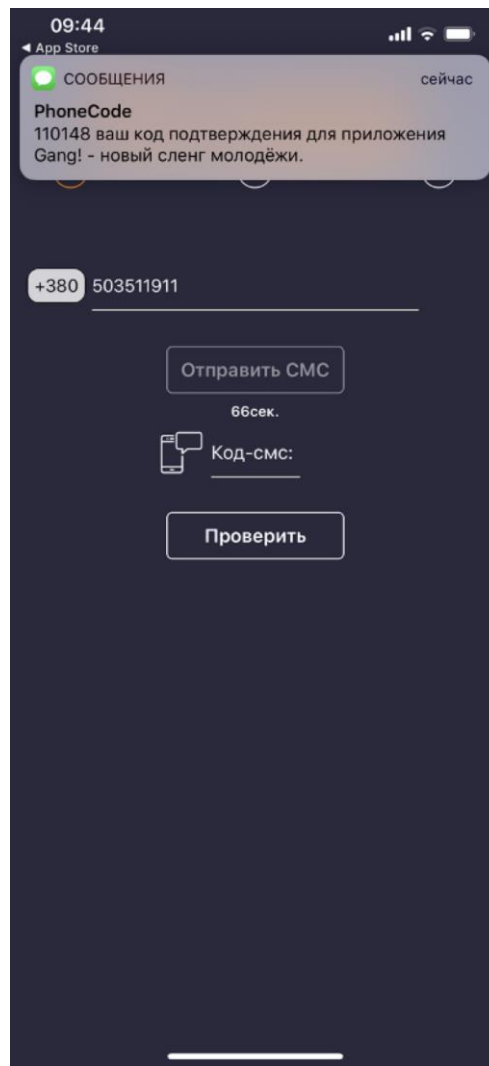 09:44
◀ App Store
СООБЩЕНИЯ
сейчас
PhoneCode
110148 ваш код подтверждения для приложения
Gang! - новый сленг молодёжи.
+380 503511911
Отправить СМС
66сек.
Код-смс:
Проверить